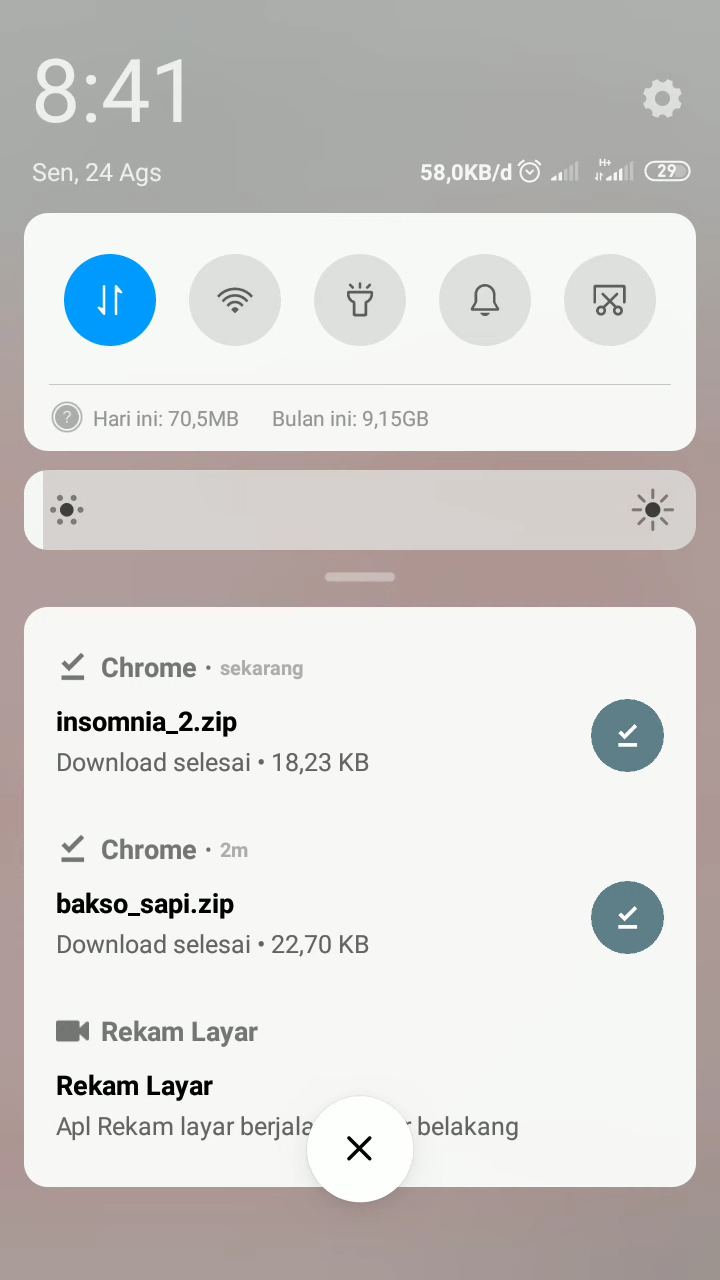 8:41
Sen, 24 Ags
58,0KB/d H+ 29
Hari ini: 70,5MB Bulan ini: 9,15GB
Chrome • sekarang
insomnia_2.zip
Download selesai • 18,23 KB
Chrome • 2m
bakso_sapi.zip
Download selesai • 22,70 KB
Rekam Layar
Rekam Layar
Apl Rekam layar belakang